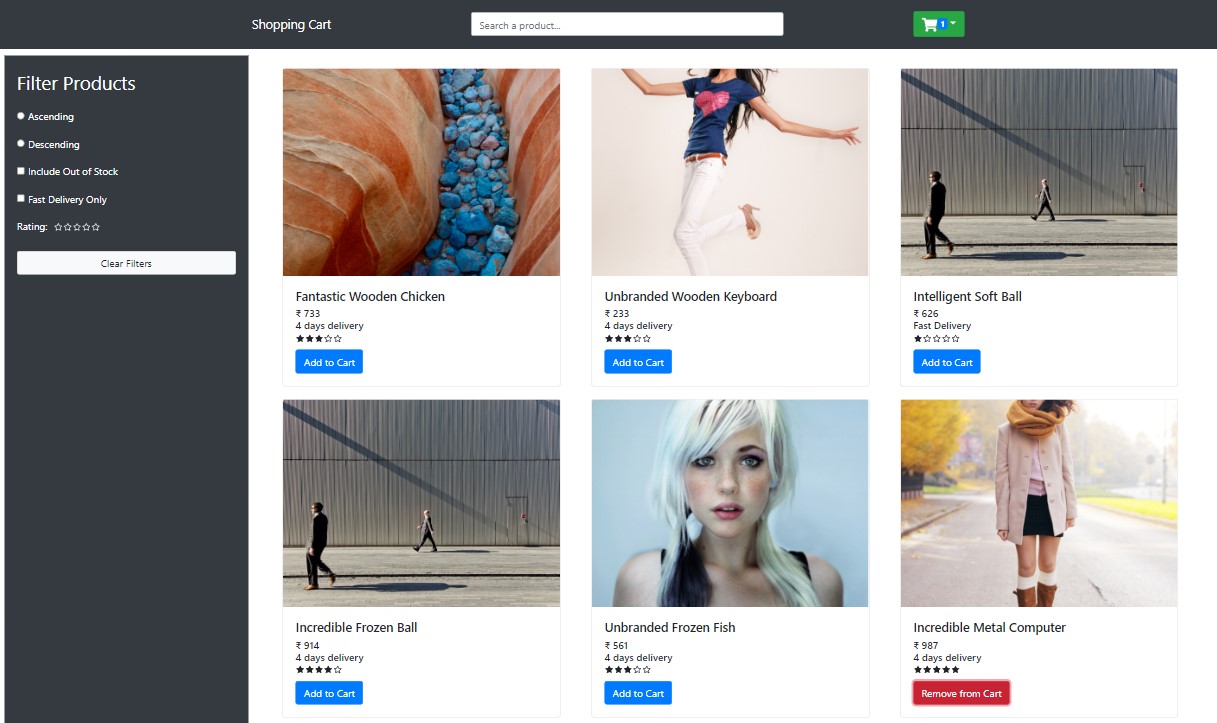 Shopping Cart
Search a product...
1
Filter Products
Ascending
Descending
Include Out of Stock
Fast Delivery Only
Rating:
Clear Filters
Fantastic Wooden Chicken
₹ 733
4 days delivery
Add to Cart
Unbranded Wooden Keyboard
₹ 233
4 days delivery
Add to Cart
Intelligent Soft Ball
₹ 626
Fast Delivery
Add to Cart
Incredible Frozen Ball
₹ 914
4 days delivery
Add to Cart
Unbranded Frozen Fish
₹ 561
4 days delivery
Add to Cart
Incredible Metal Computer
₹ 987
4 days delivery
Remove from Cart